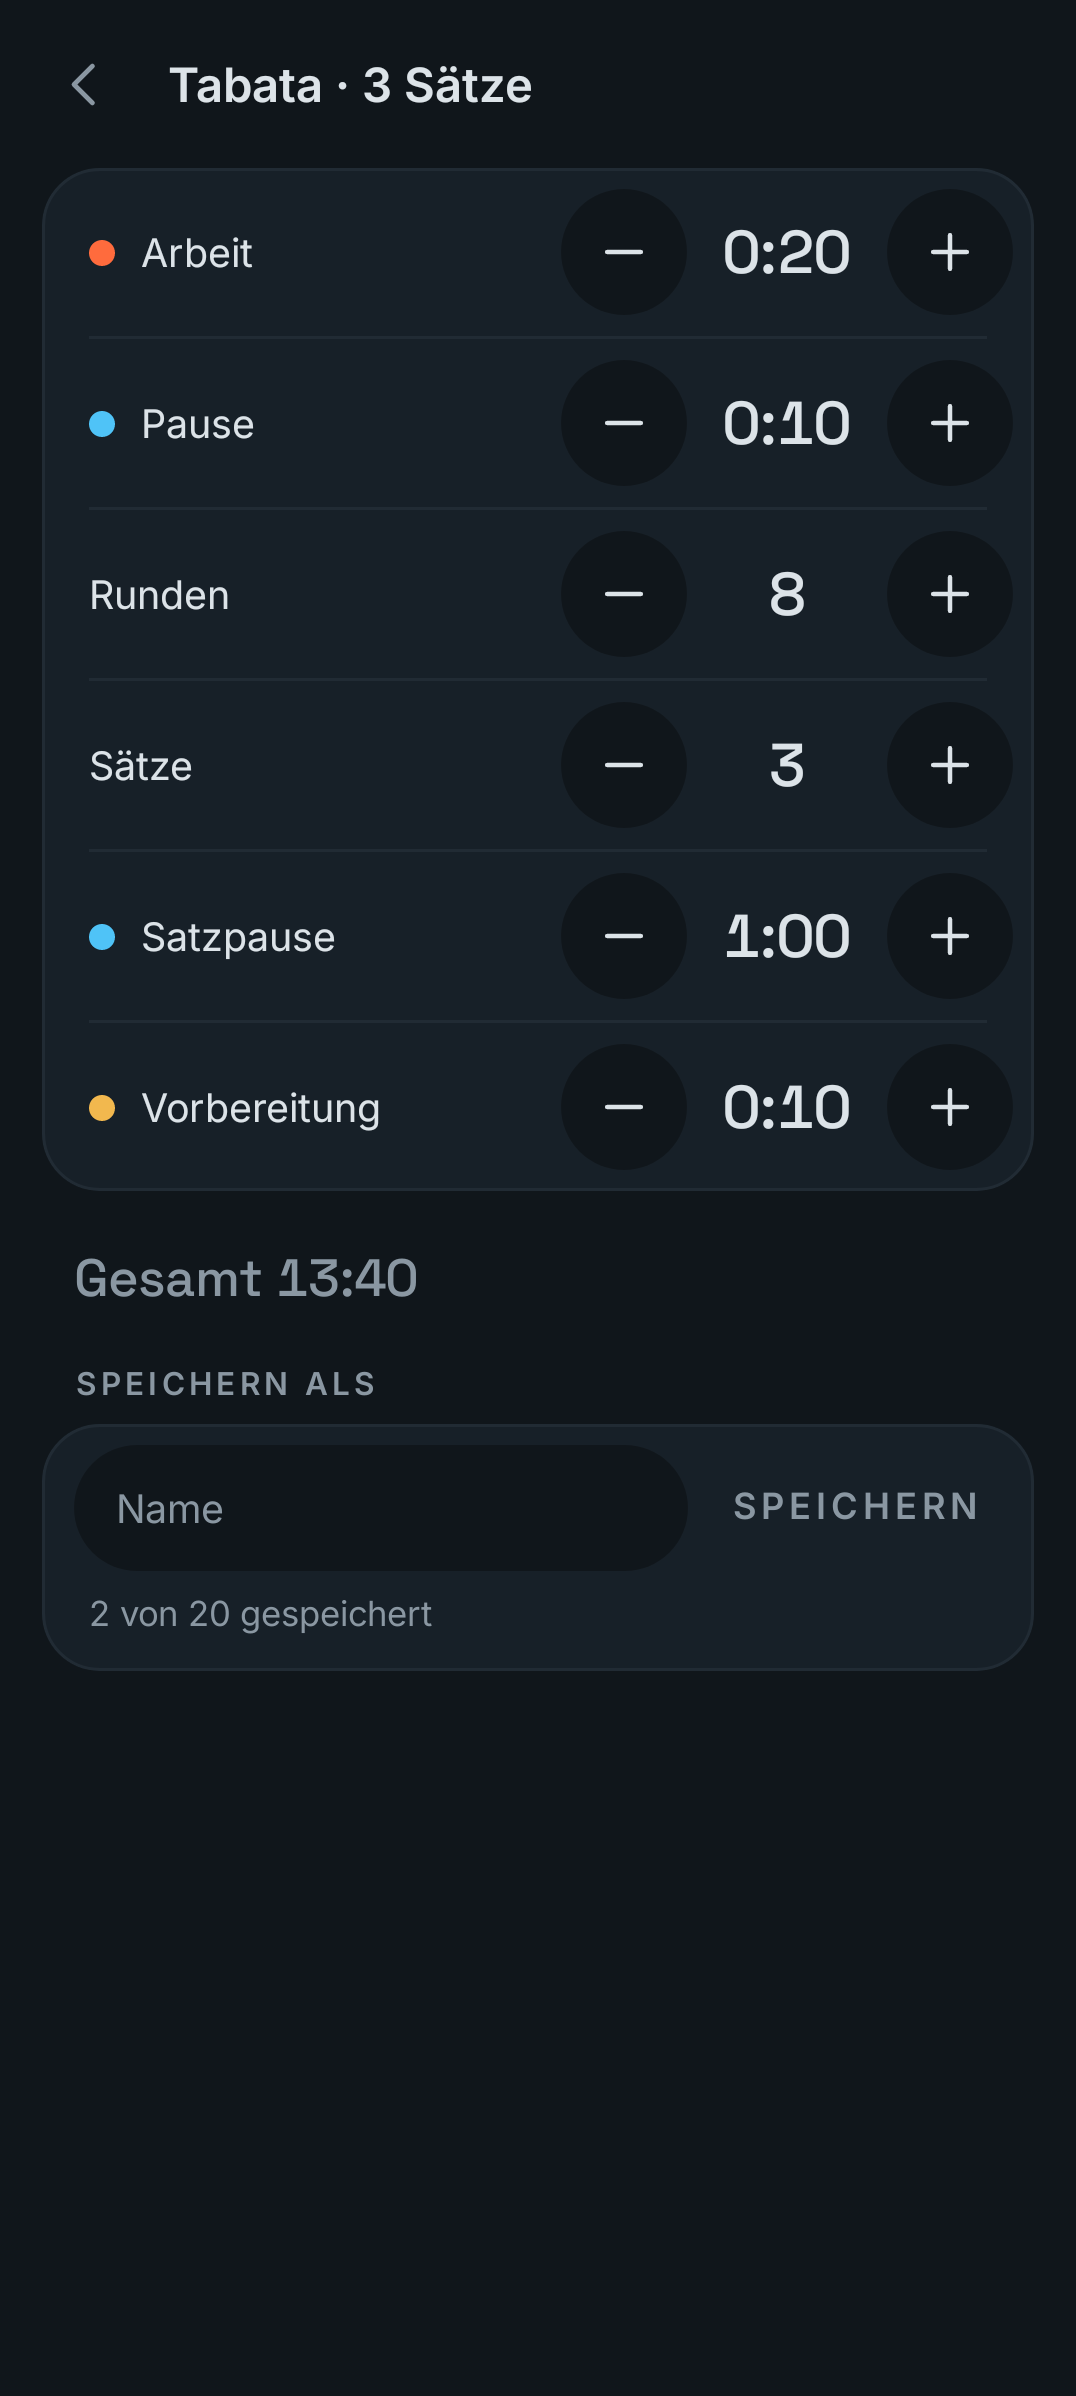 Tabata · 3 Sätze
Arbeit − 0:20 +
Pause − 0:10 +
Runden − 8 +
Sätze − 3 +
Satzpause − 1:00 +
Vorbereitung − 0:10 +
Gesamt 13:40
SPEICHERN ALS
Name SPEICHERN
2 von 20 gespeichert